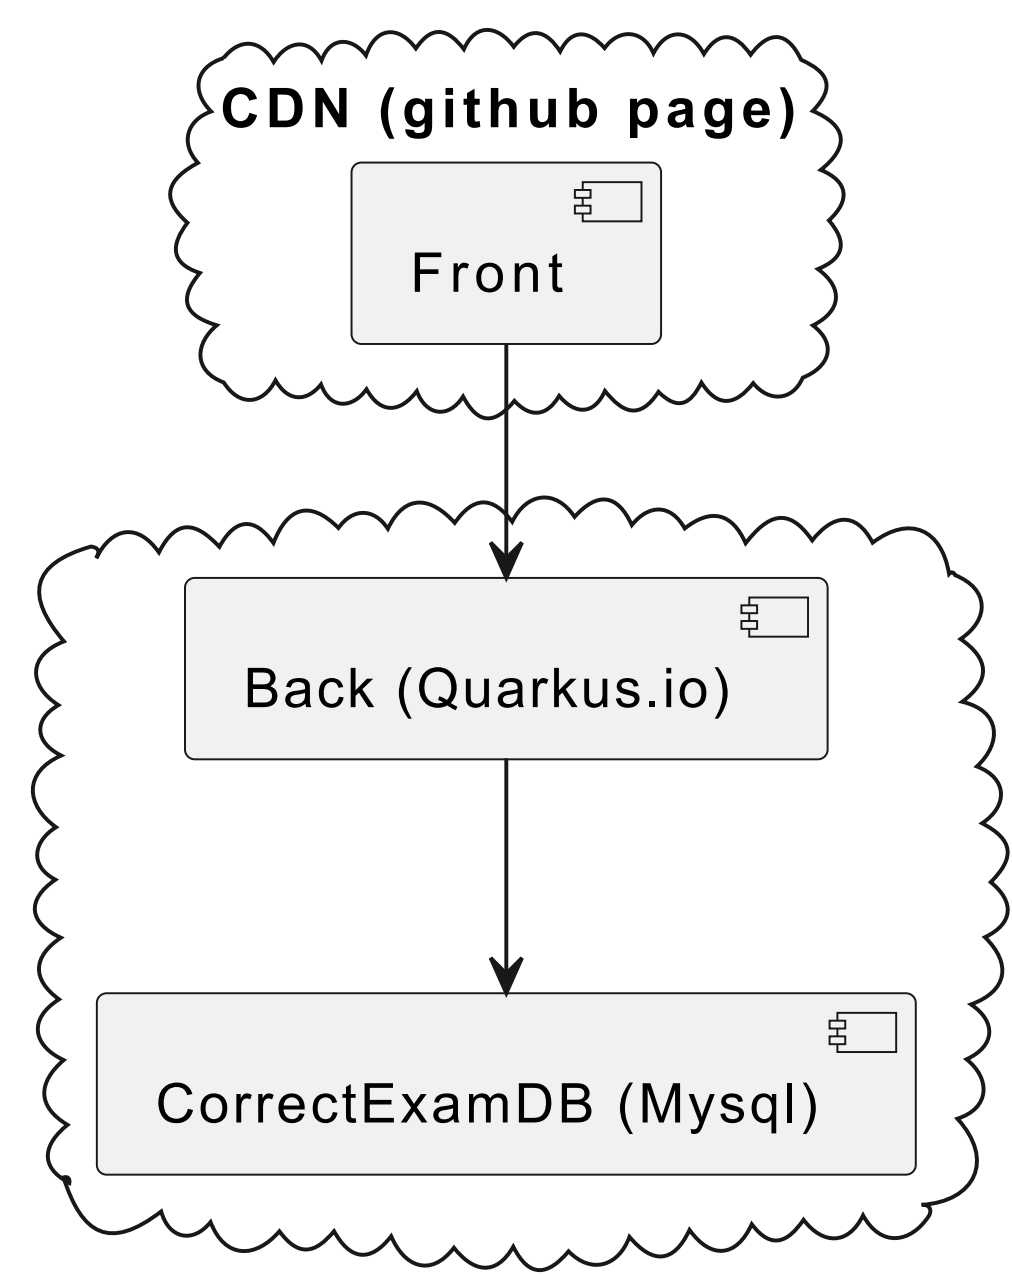 CDN (github page)
Front
Back (Quarkus.io)
CorrectExamDB (Mysql)